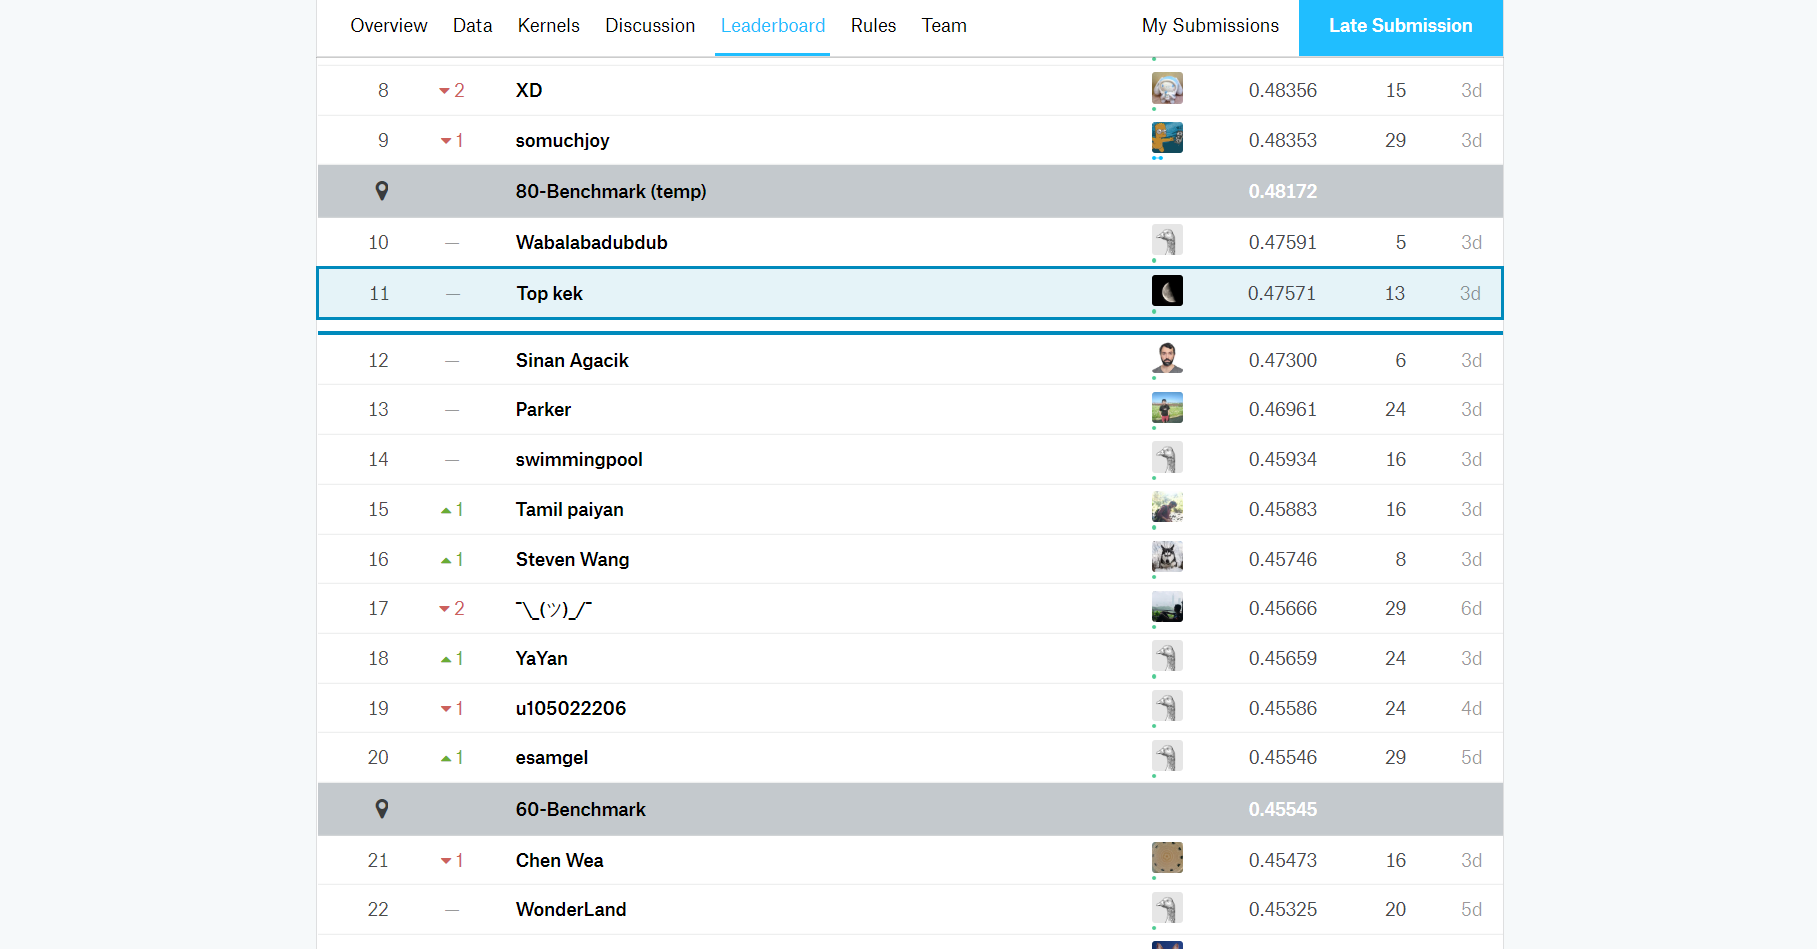 Overview Data Kernels Discussion Leaderboard Rules Team My Submissions Late Submission
8 ▼2 XD 0.48356 15 3d
9 ▼1 somuchjoy 0.48353 29 3d
80-Benchmark (temp) 0.48172
10 — Wabalabadubdub 0.47591 5 3d
11 — Top kek 0.47571 13 3d
12 — Sinan Agacik 0.47300 6 3d
13 — Parker 0.46961 24 3d
14 — swimmingpool 0.45934 16 3d
15 ▲1 Tamil paiyan 0.45883 16 3d
16 ▲1 Steven Wang 0.45746 8 3d
17 ▼2 ¯\_(ツ)_/¯ 0.45666 29 6d
18 ▲1 YaYan 0.45659 24 3d
19 ▼1 u105022206 0.45586 24 4d
20 ▲1 esamgel 0.45546 29 5d
60-Benchmark 0.45545
21 ▼1 Chen Wea 0.45473 16 3d
22 — WonderLand 0.45325 20 5d